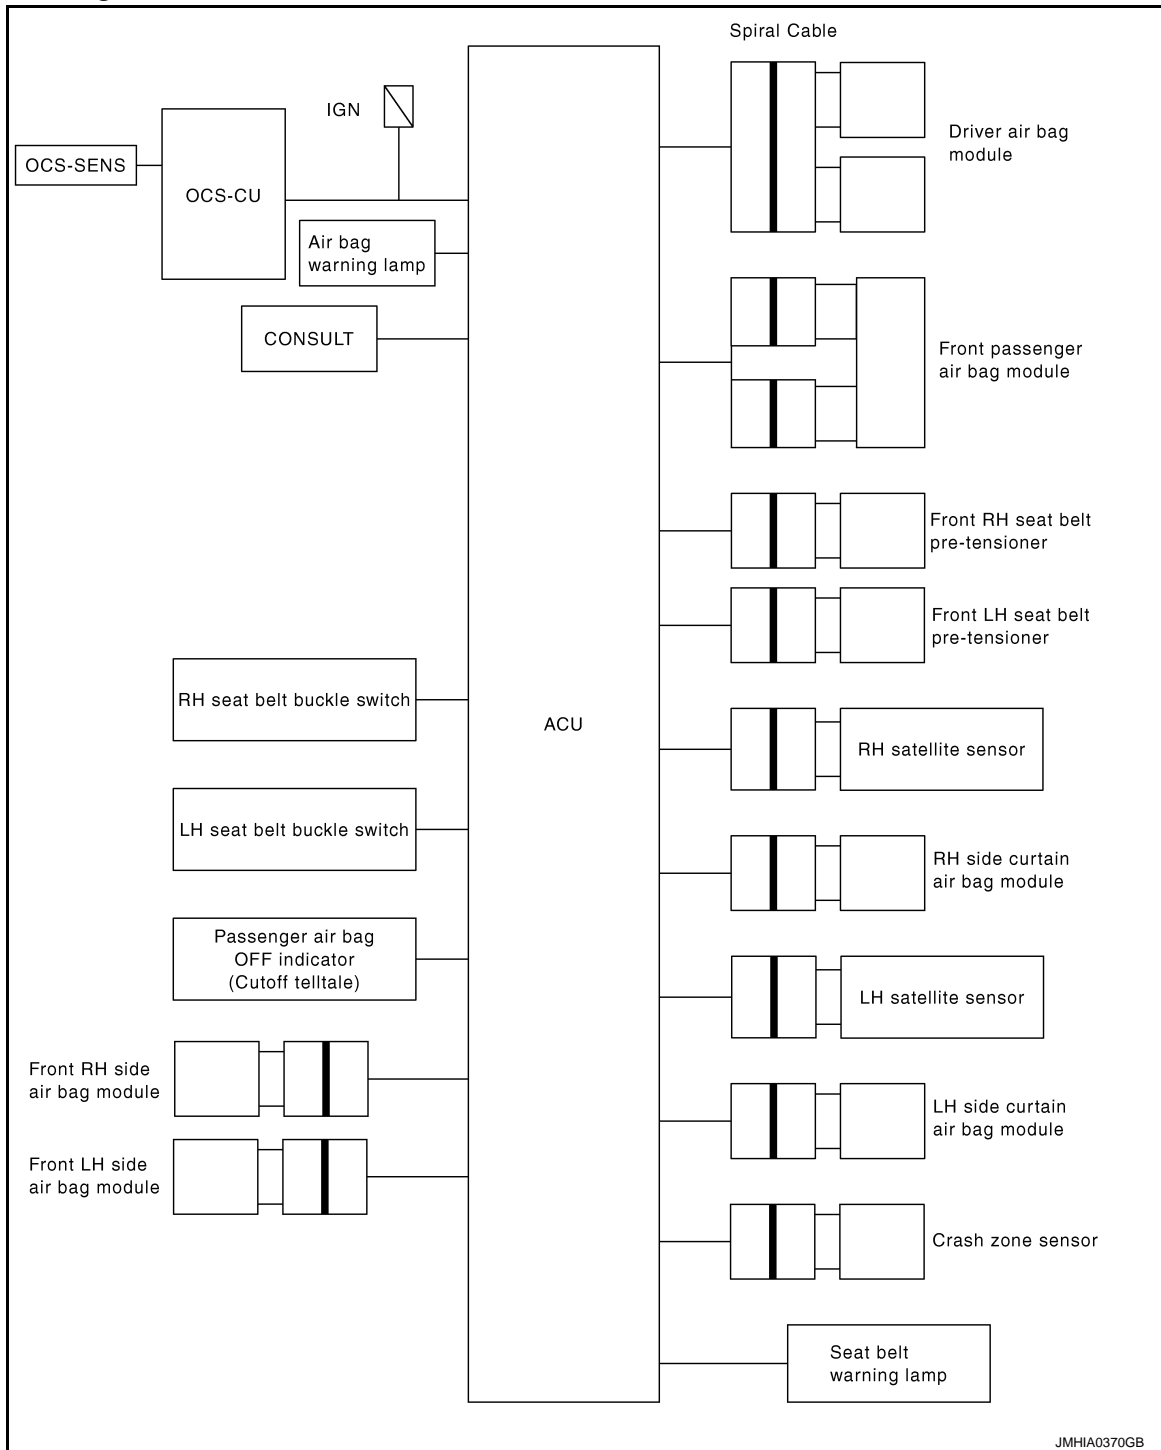 Spiral Cable
IGN
OCS-SENS
OCS-CU
Driver air bag
module
Air bag
warning lamp
CONSULT
Front passenger
air bag module
Front RH seat belt
pre-tensioner
Front LH seat belt
pre-tensioner
RH seat belt buckle switch
ACU
RH satellite sensor
LH seat belt buckle switch
RH side curtain
air bag module
Passenger air bag
OFF indicator
(Cutoff telltale)
LH satellite sensor
Front RH side
air bag module
LH side curtain
air bag module
Front LH side
air bag module
Crash zone sensor
Seat belt
warning lamp
JMHIA0370GB